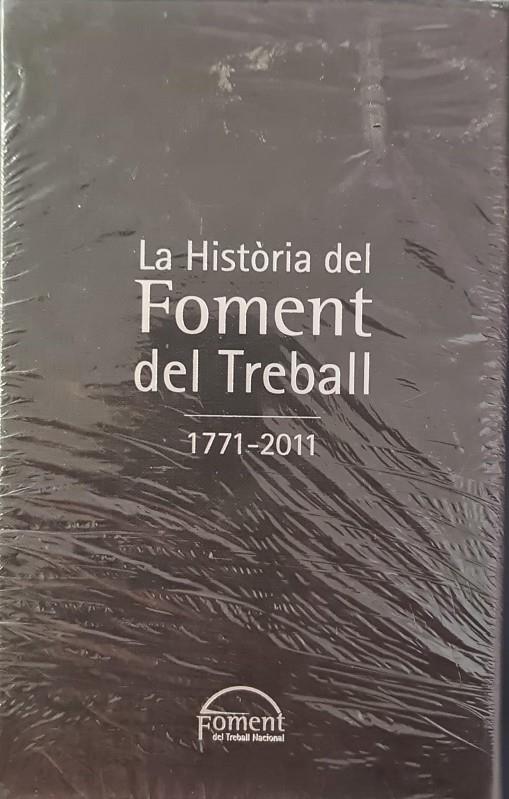 La Història del
Foment
del Treball
1771-2011
Foment
del Treball Nacional